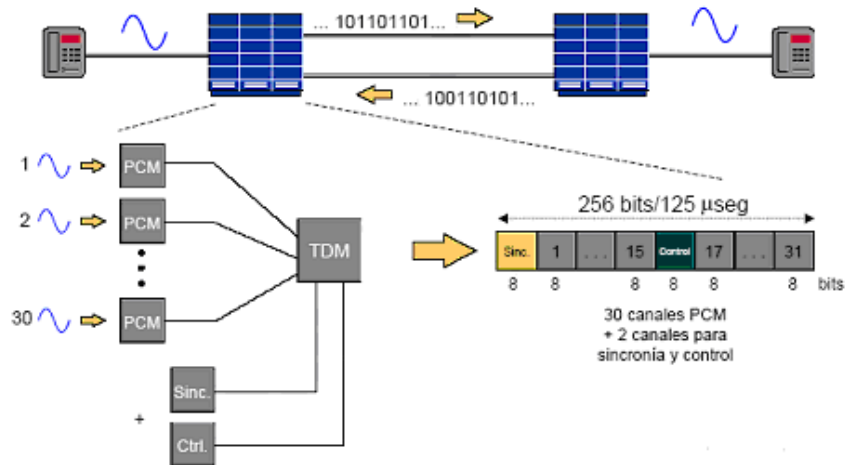 ... 101101101...
... 100110101...
1 PCM
2 PCM
30 PCM
TDM
Sinc.
+
Ctrl.
256 bits/125 µseg
Sinc. 1 ... 15 Control 17 ... 31
8 8 8 8 8 8 bits
30 canales PCM
+ 2 canales para
sincronía y control